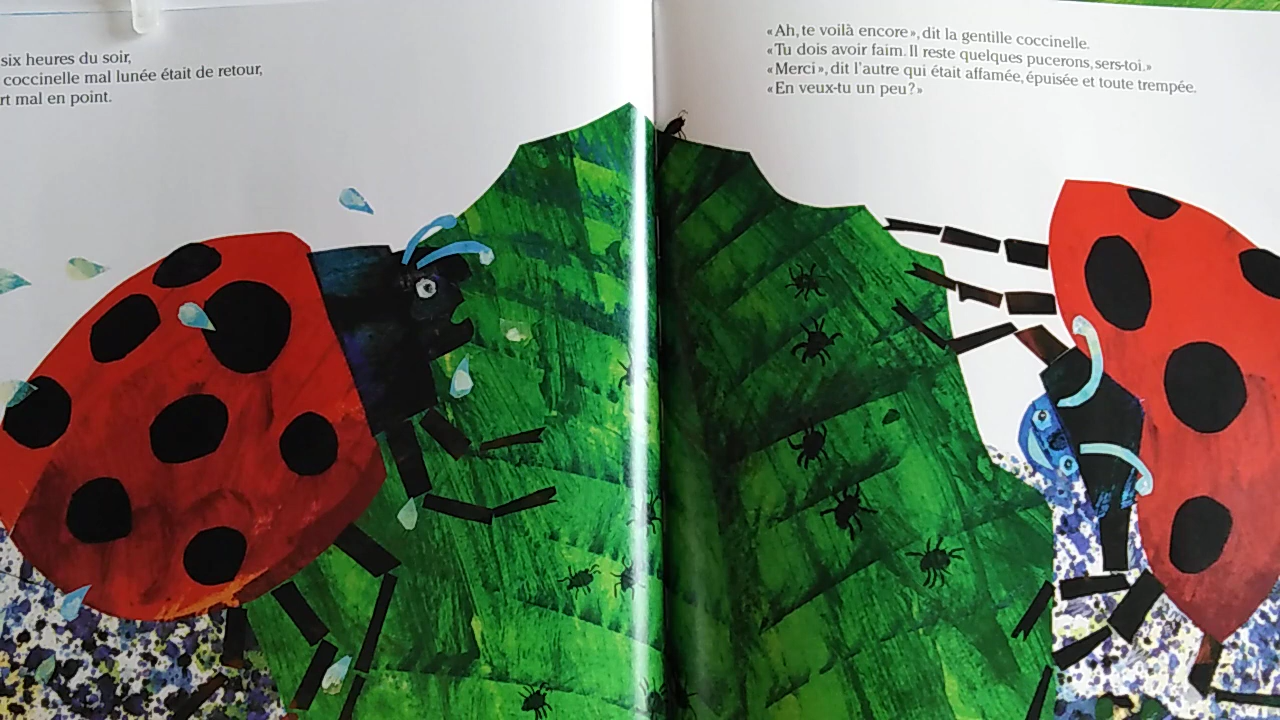 six heures du soir,
coccinelle mal lunée était de retour,
rt mal en point.
«Ah, te voilà encore», dit la gentille coccinelle.
«Tu dois avoir faim. Il reste quelques pucerons, sers-toi.»
«Merci», dit l'autre qui était affamée, épuisée et toute trempée.
«En veux-tu un peu?»